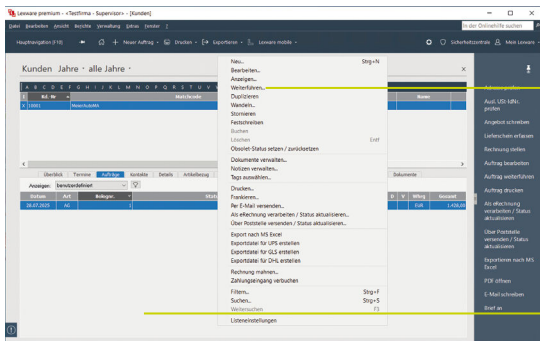 Lexware premium - <Testfirma - Supervisor> - [Kunden]
Datei Bearbeiten Ansicht Berichte Verwaltung Extras Fenster ?
In der Onlinehilfe suchen
Hauptnavigation (F10) + Neuer Auftrag Drucken Exportieren Lexware mobile Sicherheitszentrale Mein Lexware
Kunden Jahre alle Jahre
A B C D E F G H I J K L M N O P Q R S T U V
Kd. Nr Matchcode Name
10001 MeierAutoMA
Überblick Termine Aufträge Kontakte Details Artikelbezug Dokumente
Anzeigen: benutzerdefiniert
Datum Art Belegnr. Stat D V Whrg Gesamt
28.07.2025 AG 1 EUR 1.428,00
Neu... Strg+N
Bearbeiten...
Anzeigen...
Weiterführen...
Duplizieren
Wandeln...
Stornieren
Festschreiben
Buchen
Löschen Entf
Obsolet-Status setzen / zurücksetzen
Dokumente verwalten...
Notizen verwalten...
Tags auswählen...
Drucken...
Frankieren...
Per E-Mail versenden...
Als eRechnung verarbeiten / Status aktualisieren...
Über Poststelle versenden / Status aktualisieren...
Export nach MS Excel
Exportdatei für UPS erstellen
Exportdatei für GLS erstellen
Exportdatei für DHL erstellen
Rechnung mahnen...
Zahlungseingang verbuchen
Filtern... Strg+F
Suchen... Strg+S
Weitersuchen F3
Listeneinstellungen
Ausl. USt-IdNr.
prüfen
Angebot schreiben
Lieferschein erfassen
Rechnung stellen
Auftrag bearbeiten
Auftrag weiterführen
Auftrag drucken
Als eRechnung
verarbeiten / Status
aktualisieren
Über Poststelle
versenden / Status
aktualisieren
Exportieren nach MS
Excel
PDF öffnen
E-Mail schreiben
Brief an